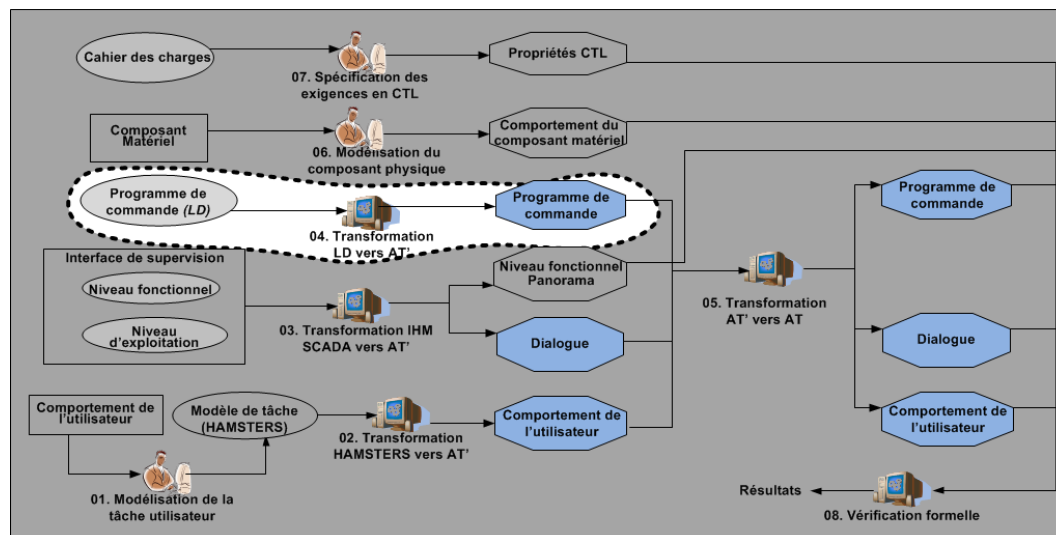 Cahier des charges
07. Spécification des
exigences en CTL
Propriétés CTL
Composant
Matériel
06. Modélisation du
composant physique
Comportement du
composant matériel
Programme de
commande (LD)
04. Transformation
LD vers AT'
Programme de
commande
Interface de supervision
Niveau fonctionnel
Niveau
d'exploitation
03. Transformation IHM
SCADA vers AT'
Niveau fonctionnel
Panorama
Dialogue
05. Transformation
AT' vers AT
Programme de
commande
Dialogue
Comportement de
l'utilisateur
Comportement de
l'utilisateur
Modèle de tâche
(HAMSTERS)
02. Transformation
HAMSTERS vers AT'
Comportement de
l'utilisateur
01. Modélisation de la
tâche utilisateur
Résultats
08. Vérification formelle